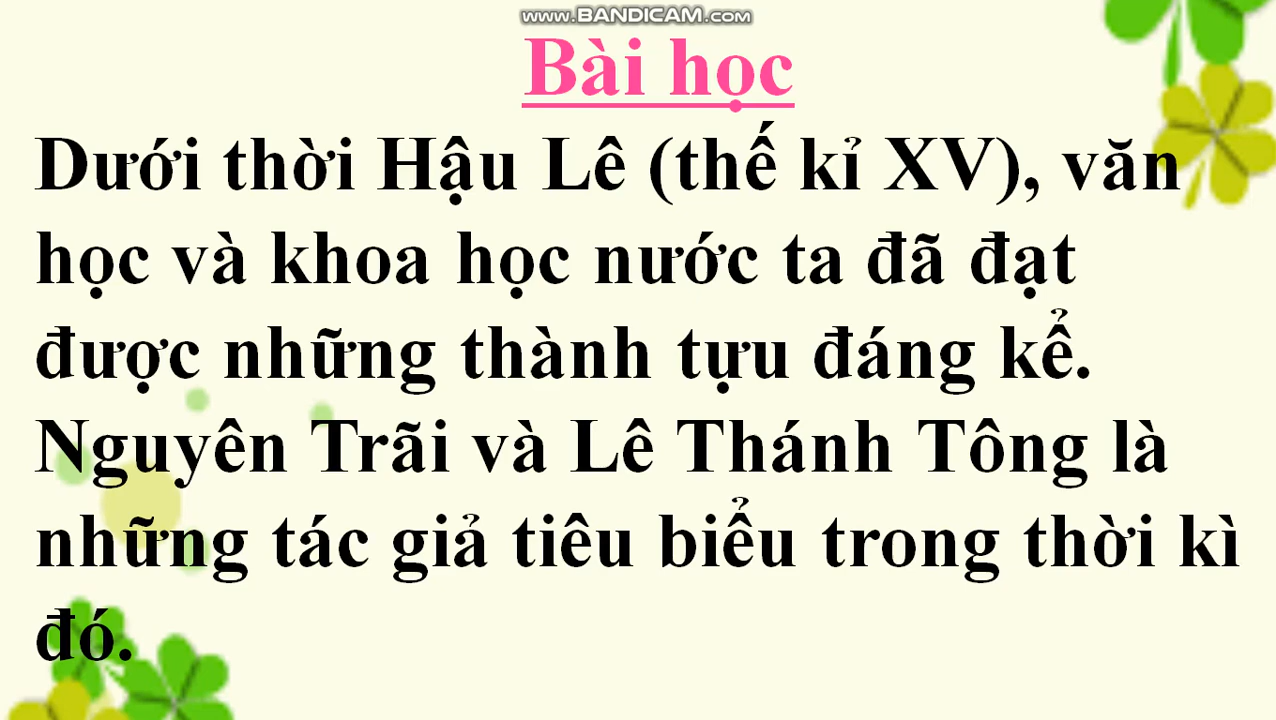 WWW.BANDICAM.COM
Bài học
Dưới thời Hậu Lê (thế kỉ XV), văn
học và khoa học nước ta đã đạt
được những thành tựu đáng kể.
Nguyên Trãi và Lê Thánh Tông là
những tác giả tiêu biểu trong thời kì
đó.